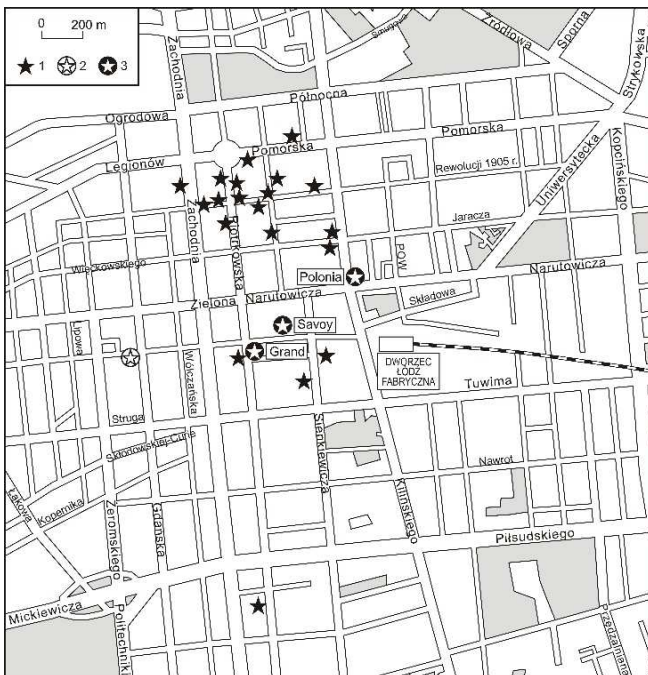 0 200 m
1 2 3
Zachodnia
Smugowa
Źródłowa
Sporna
Strykowska
Ogrodowa
Północna
Legionów
Pomorska
Pomorska
Rewolucji 1905 r.
Uniwersytecka
Kopcińskiego
Zachodnia
Piotrkowska
Jaracza
Więckowskiego
POW
Polonia
Narutowicza
Zielona
Narutowicza
Składowa
Savoy
Lipowa
Grand
Wólczańska
DWORZEC
ŁÓDŹ
FABRYCZNA
Tuwima
Struga
Sienkiewicza
Skłodowskiej-Curie
Nawrot
Łąkowa
Kopernika
Żeromskiego
Gdańska
Kilińskiego
Piłsudskiego
Mickiewicza
Politechniki
Przędzalniana